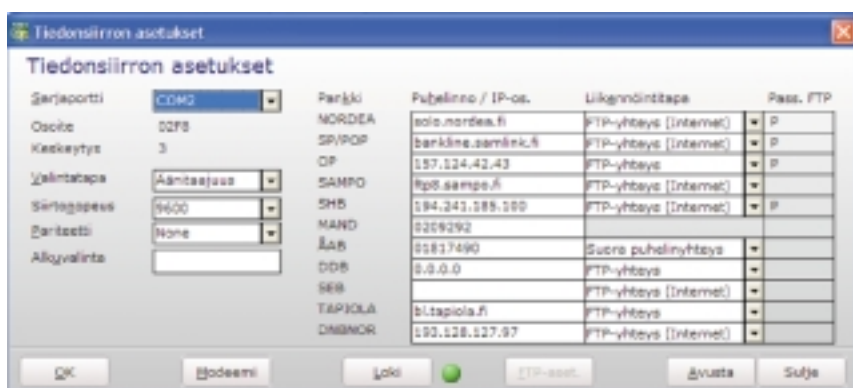 Tiedonsiirron asetukset
Tiedonsiirron asetukset
Sarjaportti COM2
Osoite 02F8
Keskeytys 3
Valintatapa Äänitaajuus
Siirtonopeus 9600
Pariteetti None
Alkuvalinta
Pankki Puhelinno / IP-os. Liikennöintitapa Pass. FTP
NORDEA solo.nordea.fi FTP-yhteys (Internet) P
SP/POP bankline.samlink.fi FTP-yhteys (Internet) P
OP 157.124.42.43 FTP-yhteys P
SAMPO ftp8.sampo.fi FTP-yhteys (Internet)
SHB 194.241.185.100 FTP-yhteys (Internet) P
MAND 0209292
ÅAB 01817490 Suora puhelinyhteys
DDB 0.0.0.0 FTP-yhteys
SEB FTP-yhteys (Internet)
TAPIOLA bl.tapiola.fi FTP-yhteys
DNBNOR 193.128.127.97 FTP-yhteys (Internet)
OK Modeemi Loki FTP-aset. Avusta Sulje